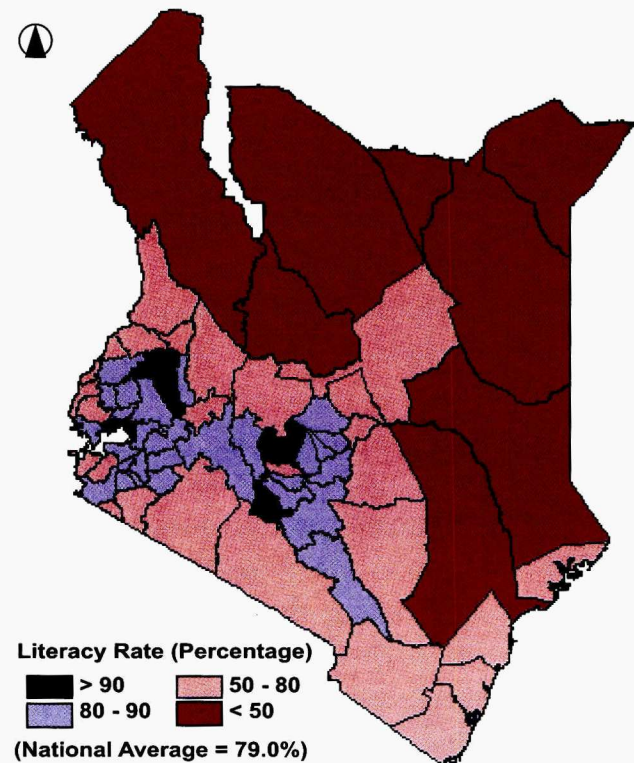 Literacy Rate (Percentage)
> 90 50 - 80
80 - 90 < 50
(National Average = 79.0%)